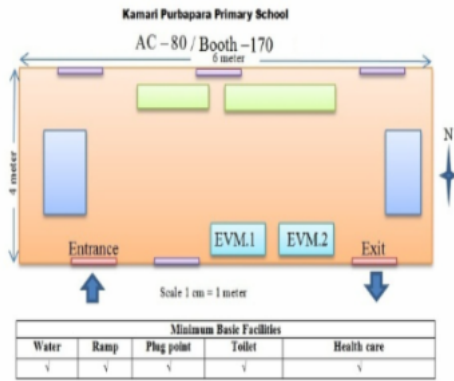 Kamari Purbapara Primary School
AC – 80 / Booth – 170
6 meter
4 meter
N
EVM.1 EVM.2
Entrance Exit
Scale 1 cm = 1 meter
Minimum Basic Facilities
Water Ramp Plug point Toilet Health care
√ √ √ √ √